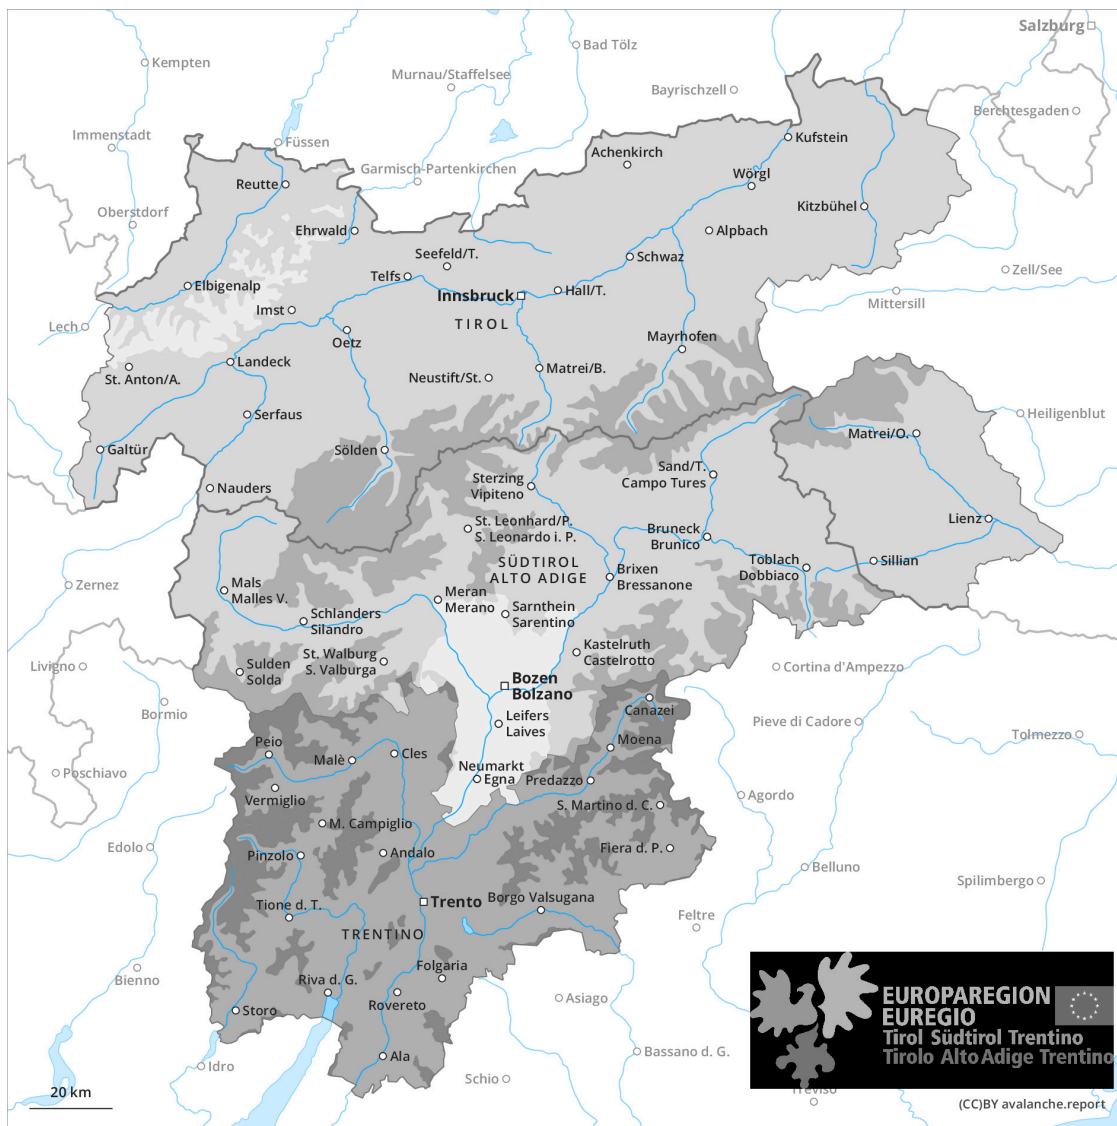 Salzburg
Bad Tölz
Kempten
Murnau/Staffelsee
Bayrischzell
Berchtesgaden
Immenstadt
Füssen
Kufstein
Achenkirch
Garmisch-Partenkirchen
Wörgl
Reutte
Oberstdorf
Kitzbühel
Ehrwald
Alpbach
Seefeld/T.
Schwaz
Zell/See
Telfs
Elbigenalp
Innsbruck
Hall/T.
Mittersill
Imst
TIROL
Lech
Oetz
Mayrhofen
Landeck
Matrei/B.
St. Anton/A.
Neustift/St.
Serfaus
Heiligenblut
Matrei/O.
Galtür
Sölden
Sand/T.
Campo Tures
Sterzing
Vipiteno
Nauders
Lienz
St. Leonhard/P.
S. Leonardo i. P.
Bruneck
Brunico
SÜDTIROL
ALTO ADIGE
Toblach
Dobbiaco
Sillian
Brixen
Bressanone
Zernez
Mals
Malles V.
Meran
Merano
Schlanders
Silandro
Sarnthein
Sarentino
Kastelruth
Castelrotto
St. Walburg
S. Valburga
Livigno
Sulden
Solda
Cortina d'Ampezzo
Bozen
Bolzano
Canazei
Bormio
Leifers
Laives
Pieve di Cadore
Tolmezzo
Peio
Moena
Cles
Malè
Neumarkt
Egna
Predazzo
Poschiavo
Vermiglio
Agordo
S. Martino d. C.
M. Campiglio
Edolo
Pinzolo
Andalo
Fiera d. P.
Belluno
Spilimbergo
Borgo Valsugana
Trento
Tione d. T.
Feltre
TRENTINO
Folgaria
Bienno
Riva d. G.
Rovereto
Asiago
Storo
EUROPAREGION
EUREGIO
Tirol Südtirol Trentino
Tirolo Alto Adige Trentino
Ala
Bassano d. G.
Idro
Schio
Treviso
20 km
(CC)BY avalanche.report